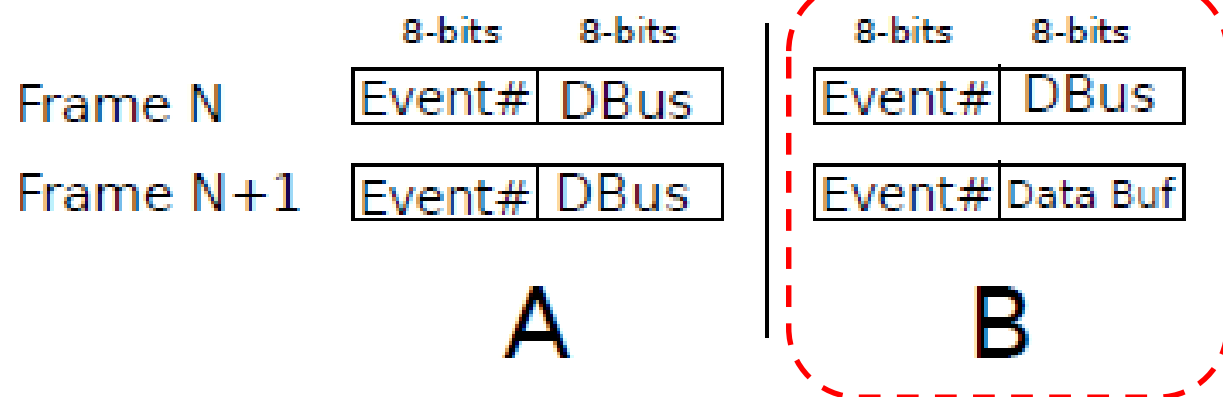 8-bits 8-bits 8-bits 8-bits
Frame N Event# DBus Event# DBus
Frame N+1 Event# DBus Event# Data Buf
A B